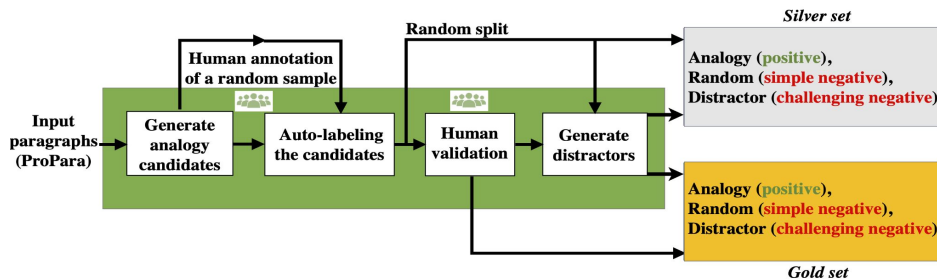 Silver set
Random split
Human annotation
of a random sample
Analogy (positive),
Random (simple negative),
Distractor (challenging negative)
Input
paragraphs
(ProPara)
Generate
analogy
candidates
Auto-labeling
the candidates
Human
validation
Generate
distractors
Analogy (positive),
Random (simple negative),
Distractor (challenging negative)
Gold set